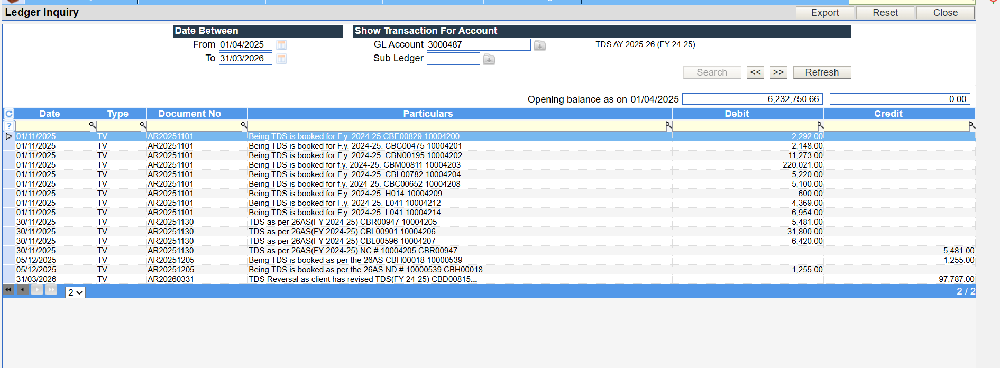 Ledger Inquiry Export Reset Close
Date Between Show Transaction For Account
From 01/04/2025 GL Account 3000487 TDS AY 2025-26 (FY 24-25)
To 31/03/2026 Sub Ledger
Search << >> Refresh
Opening balance as on 01/04/2025 6,232,750.66 0.00
Date Type Document No Particulars Debit Credit
?
01/11/2025 TV AR20251101 Being TDS is booked for F.y. 2024-25 CBE00829 10004200 2,292.00
01/11/2025 TV AR20251101 Being TDS is booked for F.y. 2024-25. CBC00475 10004201 2,148.00
01/11/2025 TV AR20251101 Being TDS is booked for F.y. 2024-25. CBN00195 10004202 11,273.00
01/11/2025 TV AR20251101 Being TDS is booked for f.y. 2024-25. CBM00811 10004203 220,021.00
01/11/2025 TV AR20251101 Being TDS is booked for F.y. 2024-25. CBL00782 10004204 5,220.00
01/11/2025 TV AR20251101 Being TDS is booked for f.y. 2024-25. CBC00652 10004208 5,100.00
01/11/2025 TV AR20251101 Being TDS is booked for F.y. 2024-25. H014 10004209 600.00
01/11/2025 TV AR20251101 Being TDS is booked for F.y. 2024-25. L041 10004212 4,369.00
01/11/2025 TV AR20251101 Being TDS is booked for F.y. 2024-25. L041 10004214 6,954.00
30/11/2025 TV AR20251130 TDS as per 26AS(FY 2024-25) CBR00947 10004205 5,481.00
30/11/2025 TV AR20251130 TDS as per 26AS(FY 2024-25) CBL00901 10004206 31,800.00
30/11/2025 TV AR20251130 TDS as per 26AS(FY 2024-25) CBL00596 10004207 6,420.00
30/11/2025 TV AR20251130 TDS as per 26AS(FY 2024-25) NC # 10004205 CBR00947 5,481.00
05/12/2025 TV AR20251205 Being TDS is booked as per the 26AS CBH00018 10000539 1,255.00
05/12/2025 TV AR20251205 Being TDS is booked as per the 26AS ND # 10000539 CBH00018 1,255.00
31/03/2026 TV AR20260331 TDS Reversal as client has revised TDS(FY 24-25) CBD00815... 97,787.00
2 2 / 2